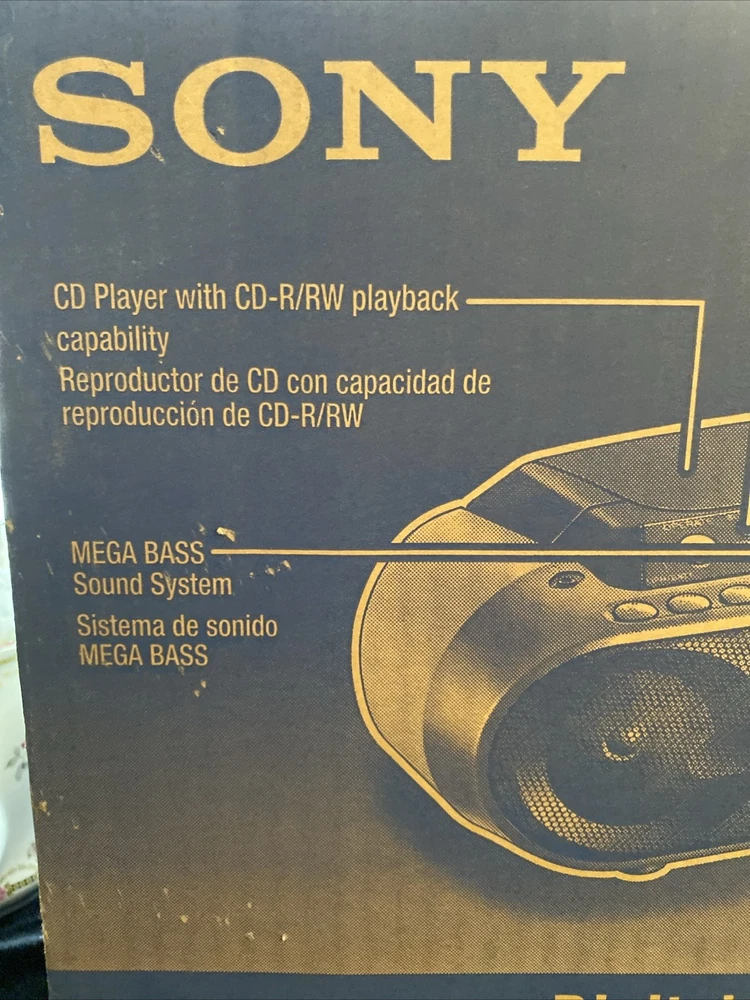 SONY
CD Player with CD-R/RW playback
capability
Reproductor de CD con capacidad de
reproducción de CD-R/RW
MEGA BASS
Sound System
Sistema de sonido
MEGA BASS